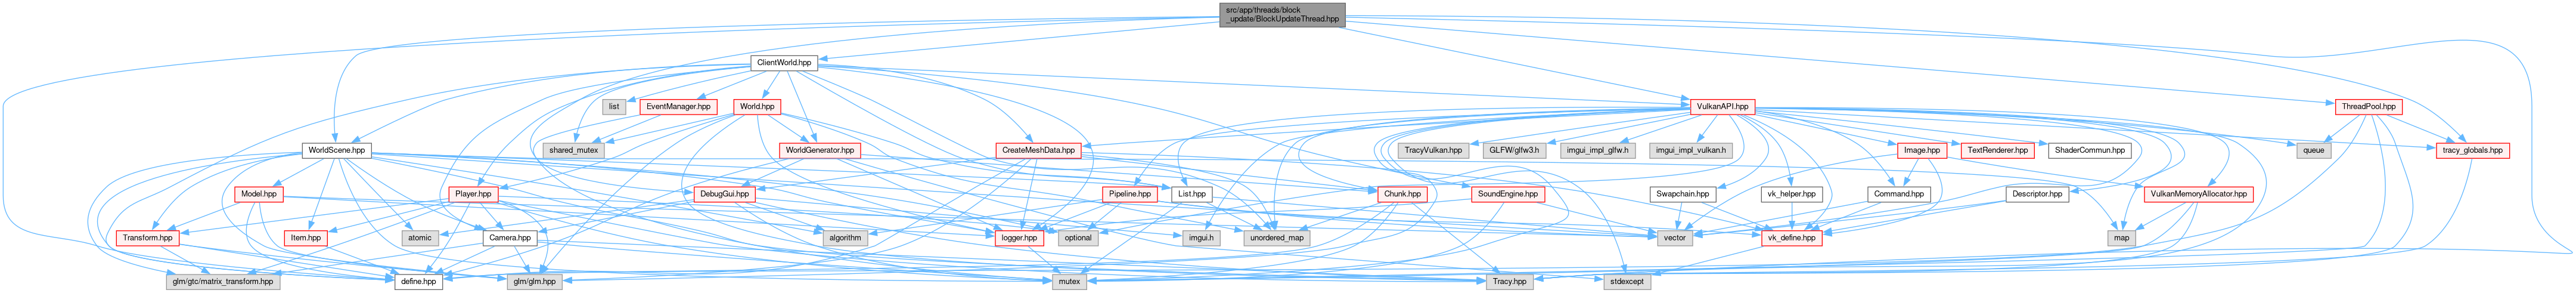 src/app/threads/block
_update/BlockUpdateThread.hpp
ClientWorld.hpp
list
EventManager.hpp
World.hpp
VulkanAPI.hpp
ThreadPool.hpp
shared_mutex
WorldScene.hpp
WorldGenerator.hpp
CreateMeshData.hpp
TracyVulkan.hpp
GLFW/glfw3.h
imgui_impl_glfw.h
imgui_impl_vulkan.h
Image.hpp
TextRenderer.hpp
ShaderCommun.hpp
queue
tracy_globals.hpp
Model.hpp
Player.hpp
DebugGui.hpp
List.hpp
Pipeline.hpp
Chunk.hpp
SoundEngine.hpp
Swapchain.hpp
vk_helper.hpp
Command.hpp
Descriptor.hpp
VulkanMemoryAllocator.hpp
Transform.hpp
Item.hpp
atomic
Camera.hpp
algorithm
logger.hpp
optional
imgui.h
unordered_map
vector
vk_define.hpp
map
glm/gtc/matrix_transform.hpp
define.hpp
glm/glm.hpp
mutex
Tracy.hpp
stdexcept